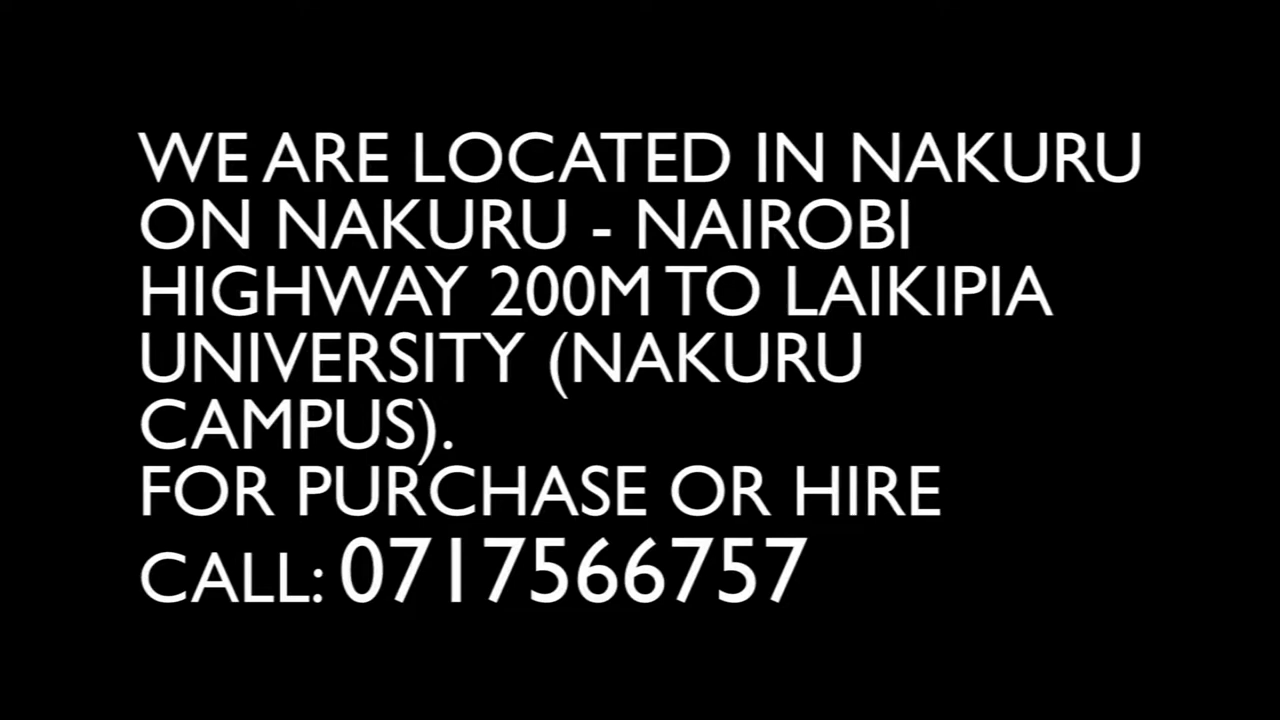 WE ARE LOCATED IN NAKURU
ON NAKURU - NAIROBI
HIGHWAY 200M TO LAIKIPIA
UNIVERSITY (NAKURU
CAMPUS).
FOR PURCHASE OR HIRE
CALL: 0717566757